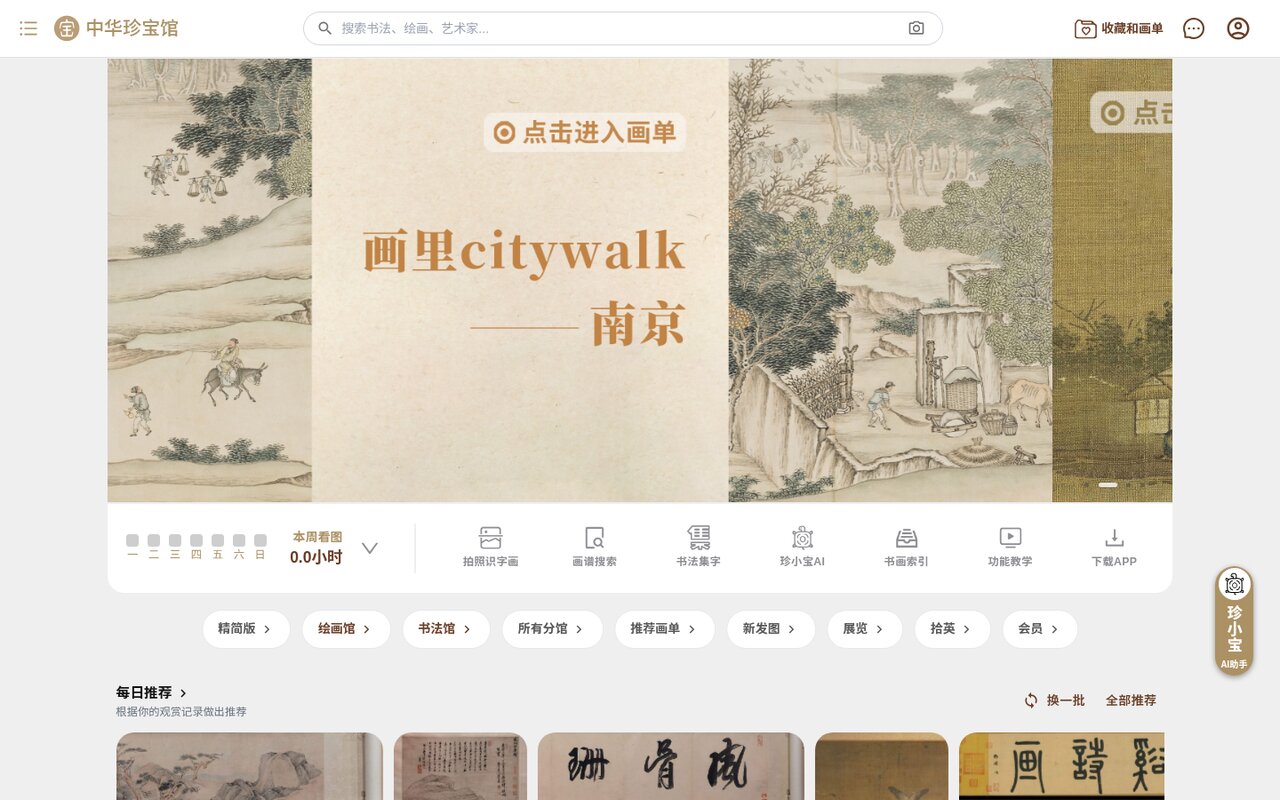 中华珍宝馆
搜索书法、绘画、艺术家...
收藏和画单
点击进入画单
画里citywalk
南京
点击
一 二 三 四 五 六 日
本周看图
0.0小时
拍照识字画
画谱搜索
书法集字
珍小宝AI
书画索引
功能教学
下载APP
精简版
绘画馆
书法馆
所有分馆
推荐画单
新发图
展览
拾英
会员
珍小宝
AI助手
每日推荐
根据你的观赏记录做出推荐
换一批
全部推荐
珊骨
画詩